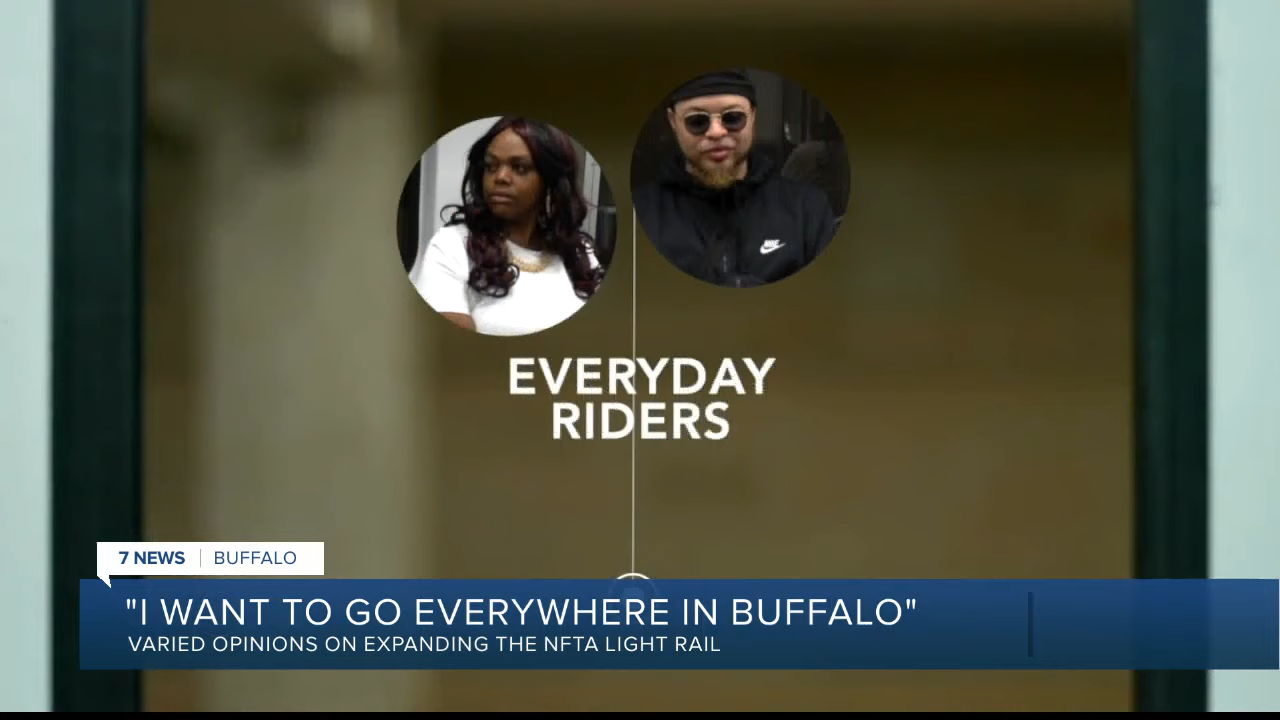 EVERYDAY
RIDERS
7 NEWS | BUFFALO
"I WANT TO GO EVERYWHERE IN BUFFALO"
VARIED OPINIONS ON EXPANDING THE NFTA LIGHT RAIL